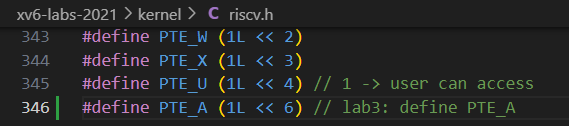 xv6-labs-2021 > kernel > C riscv.h
343 #define PTE_W (1L << 2)
344 #define PTE_X (1L << 3)
345 #define PTE_U (1L << 4) // 1 -> user can access
346 #define PTE_A (1L << 6) // lab3: define PTE_A